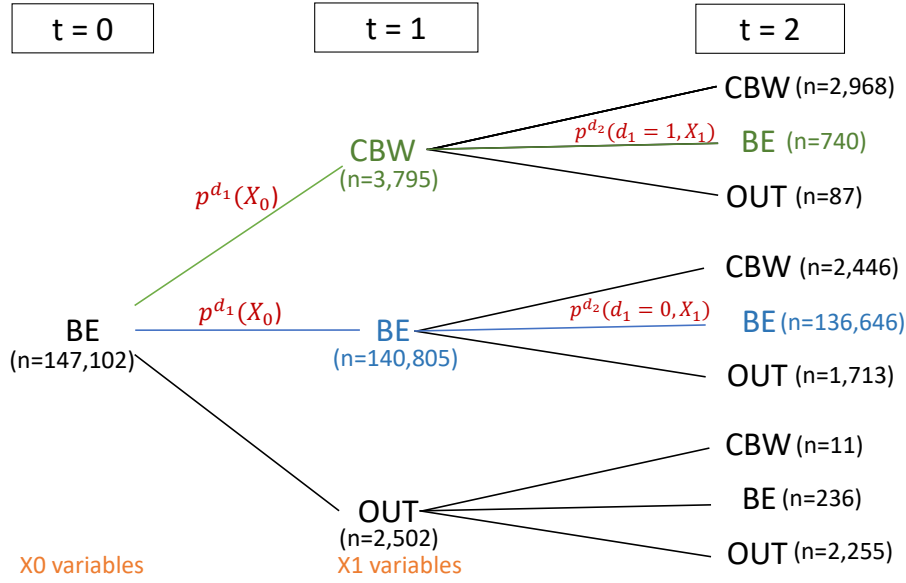 t = 0
t = 1
t = 2
CBW (n=2,968)
p^{d_1}(X_0)
CBW
(n=3,795)
p^{d_2}(d_1 = 1, X_1)
BE (n=740)
OUT (n=87)
CBW (n=2,446)
BE
(n=147,102)
p^{d_1}(X_0)
BE
(n=140,805)
p^{d_2}(d_1 = 0, X_1)
BE (n=136,646)
OUT (n=1,713)
CBW (n=11)
OUT
(n=2,502)
BE (n=236)
OUT (n=2,255)
X0 variables
X1 variables